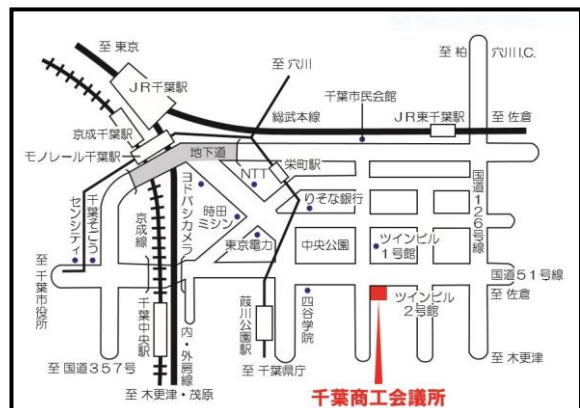 至 東京
至 穴川
至 柏
穴川I.C.
JR千葉駅
千葉市民会館
京成千葉駅
総武本線
JR東千葉駅
至 佐倉
モノレール千葉駅
地下道
栄町駅
NTT
ヨドバシカメラ
りそな銀行
国道126号線
千葉そごう
センシティ
京成線
時田
ミシン
東京電力
中央公園
ツインビル
1号館
至
千葉市役所
国道51号線
至 佐倉
千葉中央駅
内・外房線
葭川公園駅
四谷学院
ツインビル
2号館
至 国道357号
至 千葉県庁
至 木更津
至 木更津・茂原
千葉商工会議所